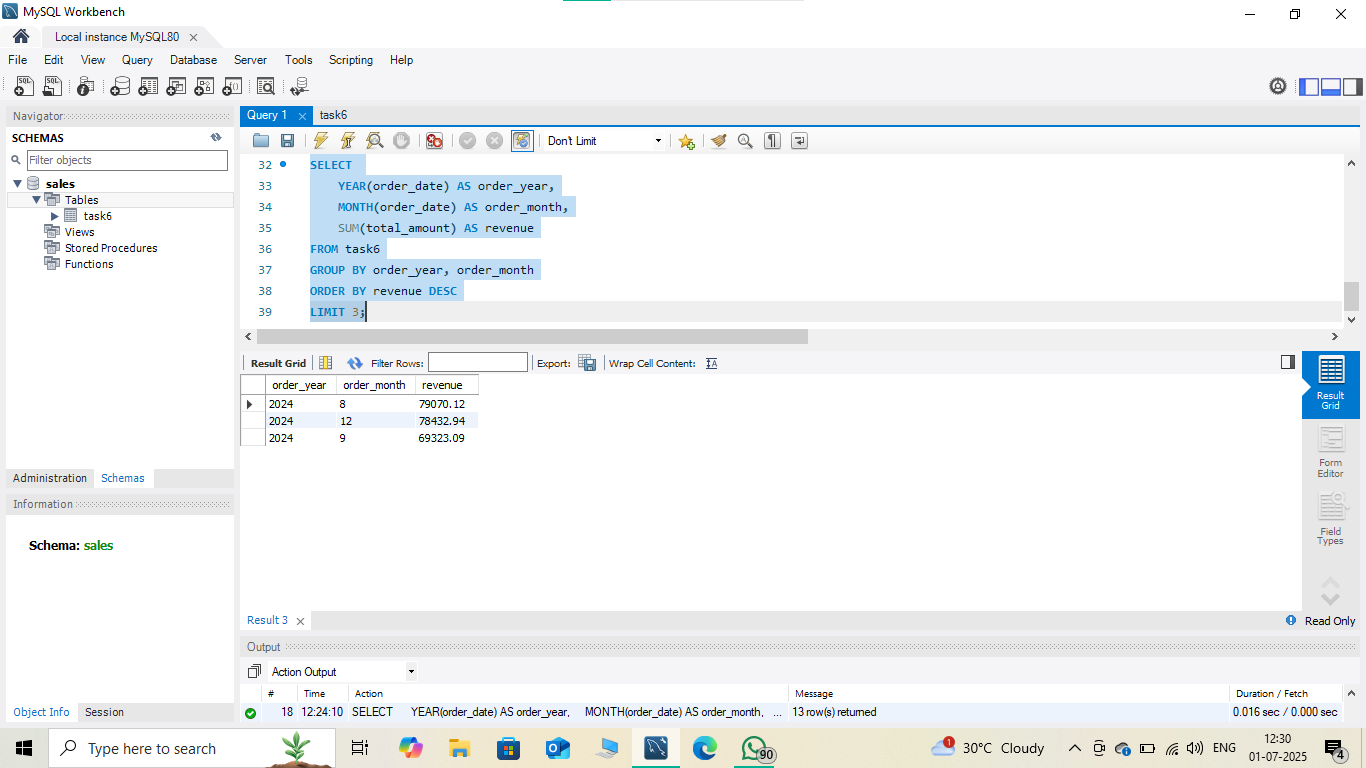 MySQL Workbench
Local instance MySQL80
File Edit View Query Database Server Tools Scripting Help
Navigator
SCHEMAS
Filter objects
sales
Tables
task6
Views
Stored Procedures
Functions
Administration Schemas
Information
Schema: sales
Object Info Session
Query 1 task6
Don't Limit
32 SELECT
33 YEAR(order_date) AS order_year,
34 MONTH(order_date) AS order_month,
35 SUM(total_amount) AS revenue
36 FROM task6
37 GROUP BY order_year, order_month
38 ORDER BY revenue DESC
39 LIMIT 3;
Result Grid Filter Rows: Export: Wrap Cell Content:
order_year order_month revenue
2024 8 79070.12
2024 12 78432.94
2024 9 69323.09
Result Grid
Form Editor
Field Types
Result 3
Read Only
Output
Action Output
# Time Action Message Duration / Fetch
18 12:24:10 SELECT YEAR(order_date) AS order_year, MONTH(order_date) AS order_month, ... 13 row(s) returned 0.016 sec / 0.000 sec
Type here to search
90
1
30°C Cloudy
ENG
12:30
01-07-2025
4